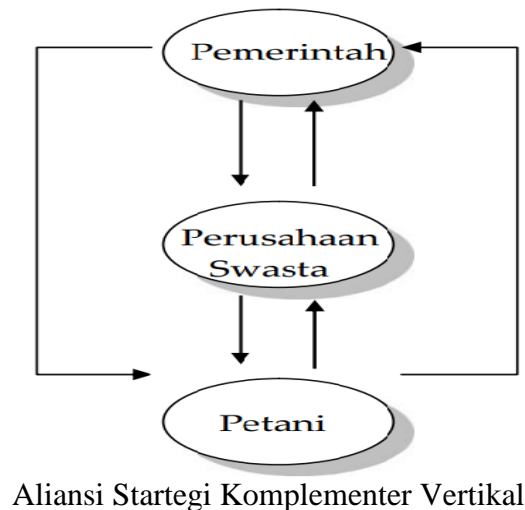 Pemerintah
Perusahaan
Swasta
Petani
Aliansi Startegi Komplementer Vertikal